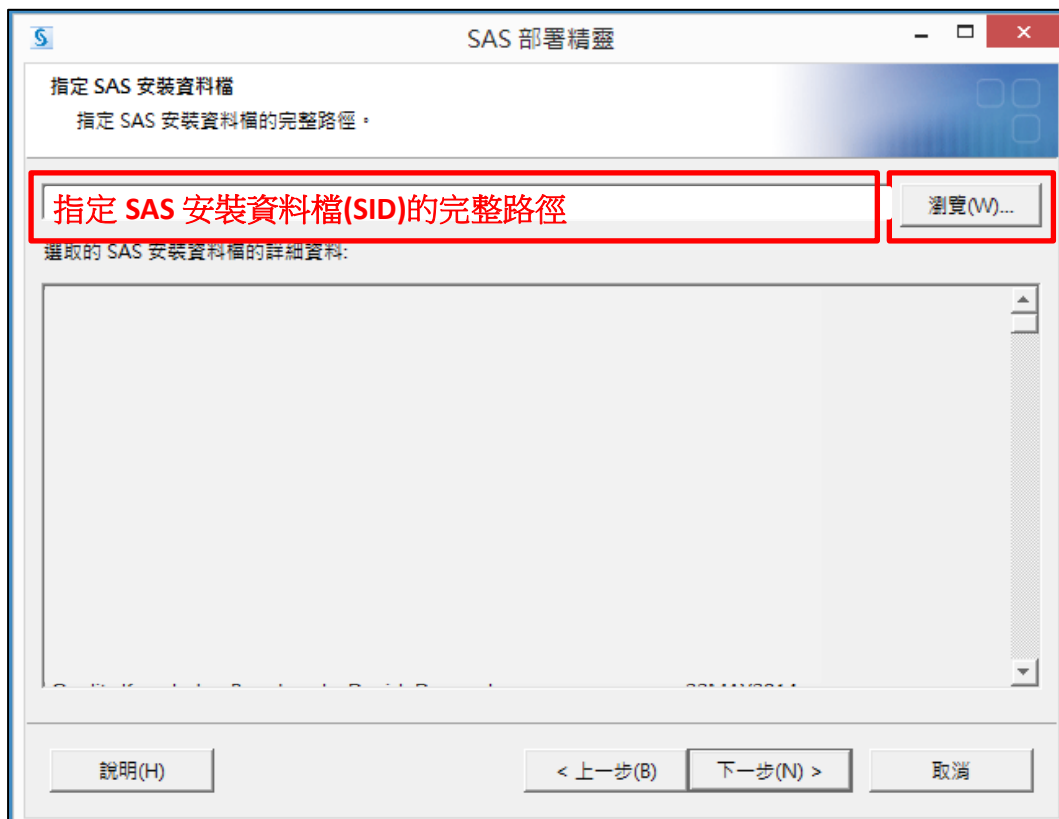 SAS 部署精靈
指定 SAS 安裝資料檔
指定 SAS 安裝資料檔的完整路徑。
指定 SAS 安裝資料檔(SID)的完整路徑
瀏覽(W)...
選取的 SAS 安裝資料檔的詳細資料:
說明(H)
< 上一步(B)
下一步(N) >
取消